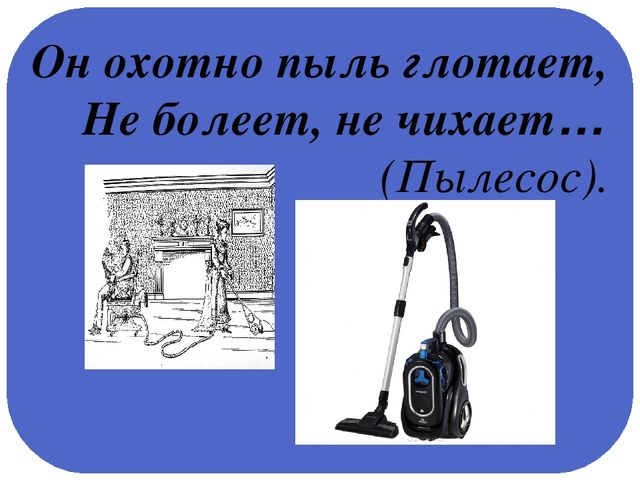 Он охотно пыль глотает,
Не болеет, не чихает…
(Пылесос).